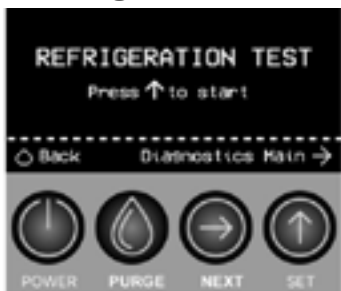 REFRIGERATION TEST
Press ↑ to start
Back Diagnostics Main →
POWER PURGE NEXT SET